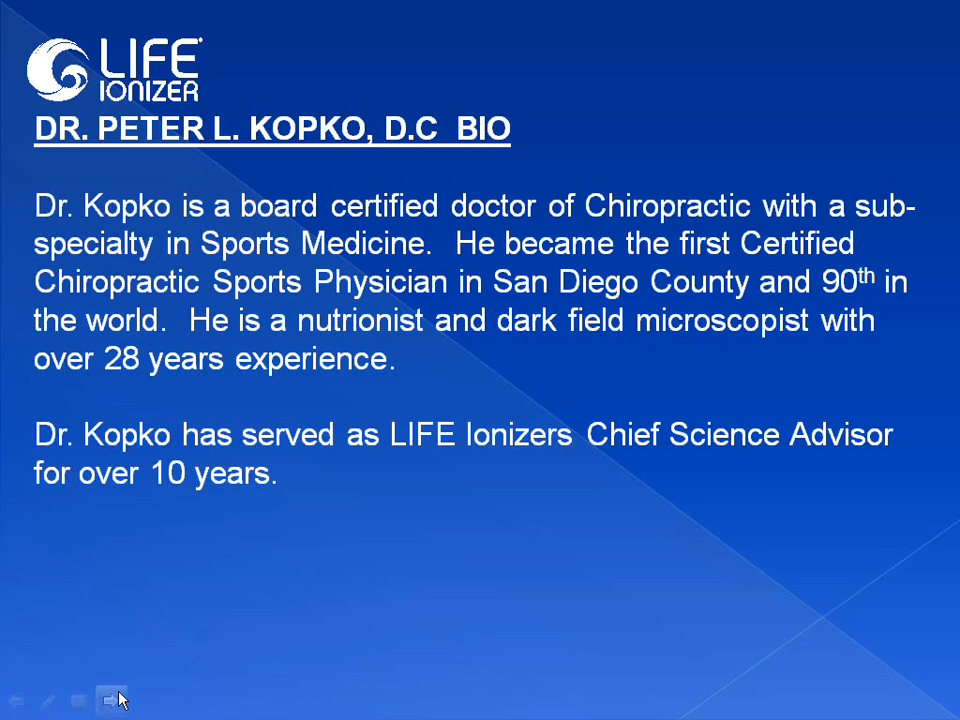 LIFE
IONIZER
DR. PETER L. KOPKO, D.C  BIO
Dr. Kopko is a board certified doctor of Chiropractic with a sub-
specialty in Sports Medicine.  He became the first Certified
Chiropractic Sports Physician in San Diego County and 90th in
the world.  He is a nutrionist and dark field microscopist with
over 28 years experience.
Dr. Kopko has served as LIFE Ionizers Chief Science Advisor
for over 10 years.